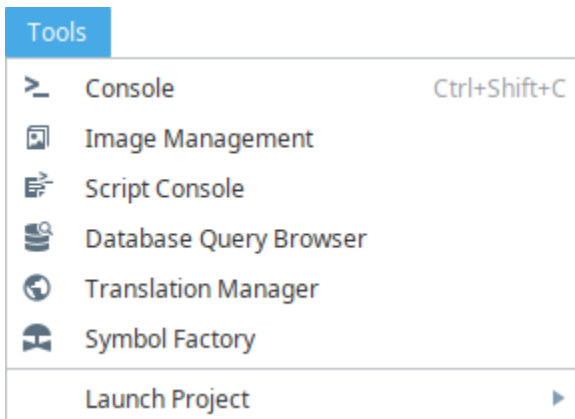 Tools
Console Ctrl+Shift+C
Image Management
Script Console
Database Query Browser
Translation Manager
Symbol Factory
Launch Project